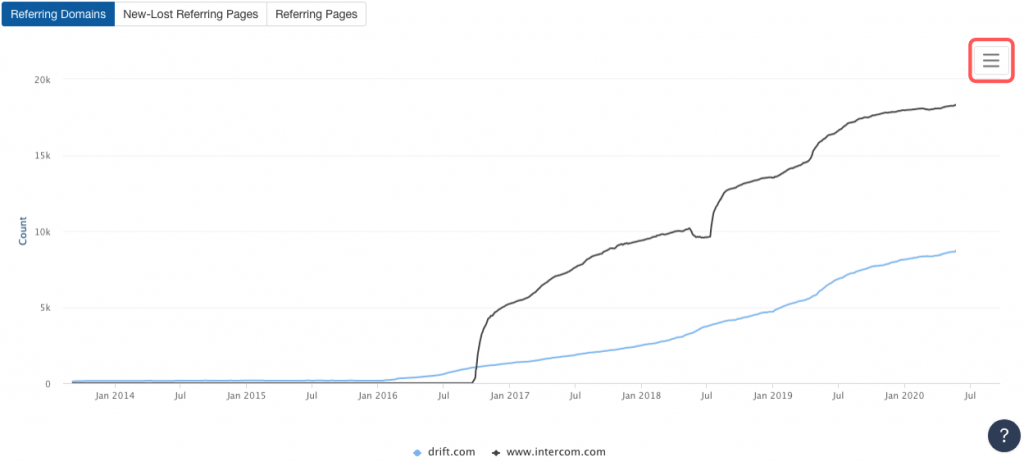 Referring Domains New-Lost Referring Pages Referring Pages
20k
15k
10k
5k
0
Count
Jan 2014 Jul Jan 2015 Jul Jan 2016 Jul Jan 2017 Jul Jan 2018 Jul Jan 2019 Jul Jan 2020 Jul
drift.com www.intercom.com
?